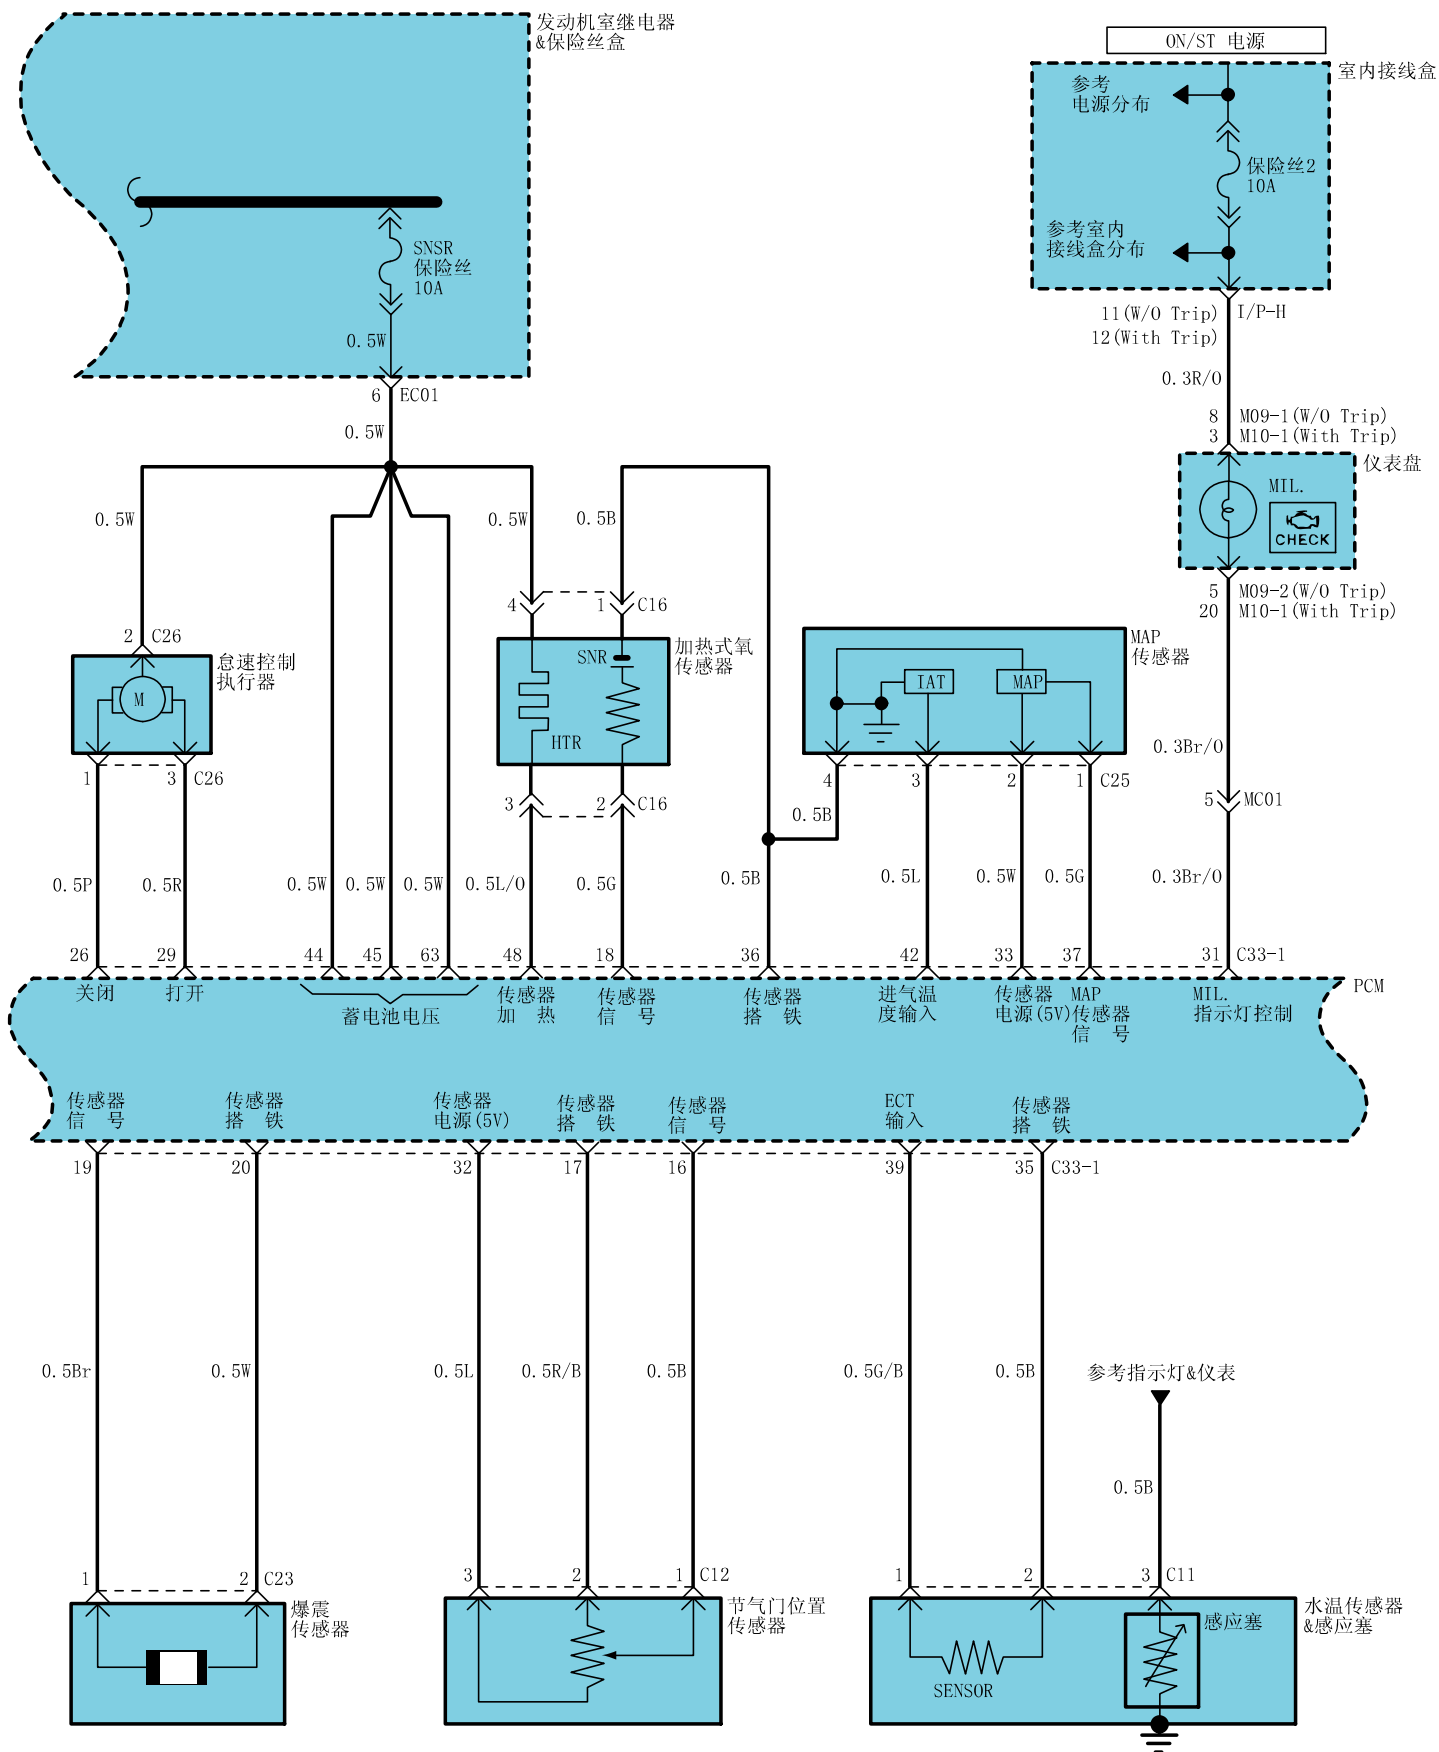 发动机室继电器
&保险丝盒
ON/ST 电源
室内接线盒
参考
电源分布
保险丝2
10A
参考室内
接线盒分布
SNSR
保险丝
10A
0.5W
6 EC01
0.5W
11(W/O Trip) I/P-H
12(With Trip)
0.3R/O
8 M09-1(W/O Trip)
3 M10-1(With Trip)
仪表盘
MIL.
CHECK
5 M09-2(W/O Trip)
20 M10-1(With Trip)
0.5W
0.5W
0.5B
4
1 C16
2 C26
怠速控制
执行器
M
1
3 C26
加热式氧
传感器
SNR
HTR
3
2 C16
MAP
传感器
IAT
MAP
4
3
2
1 C25
0.5B
0.3Br/O
5 MC01
0.5P
0.5R
0.5W
0.5W
0.5W
0.5L/O
0.5G
0.5B
0.5L
0.5W
0.5G
0.3Br/O
26
29
44
45
63
48
18
36
42
33
37
31 C33-1
PCM
关闭
打开
蓄电池电压
传感器
加 热
传感器
信 号
传感器
搭 铁
进气温
度输入
传感器
电源(5V)
MAP
传感器
信 号
MIL.
指示灯控制
传感器
信 号
传感器
搭 铁
传感器
电源(5V)
传感器
搭 铁
传感器
信 号
ECT
输入
传感器
搭 铁
19
20
32
17
16
39
35 C33-1
0.5Br
0.5W
0.5L
0.5R/B
0.5B
0.5G/B
0.5B
参考指示灯&仪表
0.5B
1
2 C23
爆震
传感器
3
2
1 C12
节气门位置
传感器
1
2
3 C11
水温传感器
&感应塞
感应塞
SENSOR